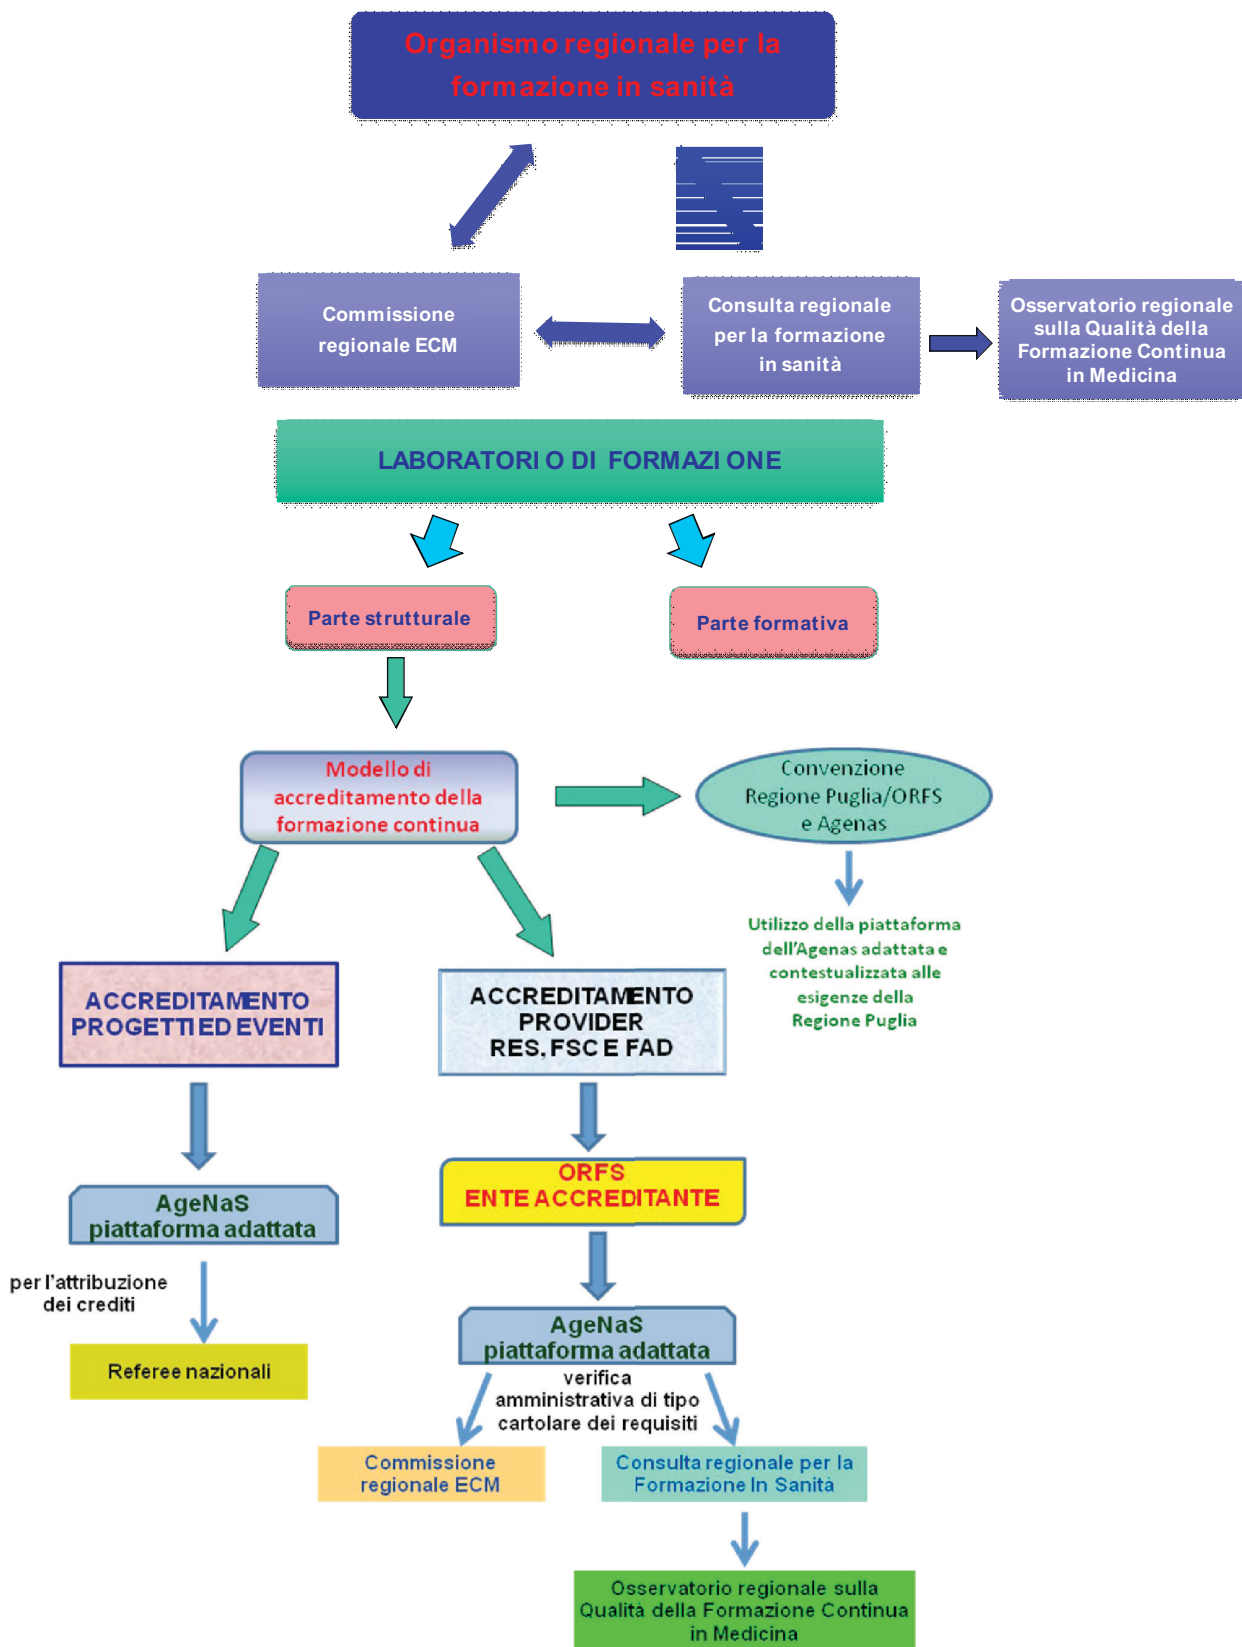 Organismo regionale per la
formazione in sanità
Commissione
regionale ECM
Consulta regionale
per la formazione
in sanità
Osservatorio regionale
sulla Qualità della
Formazione Continua
in Medicina
LABORATORIO DI FORMAZIONE
Parte strutturale
Parte formativa
Modello di
accreditamento della
formazione continua
Convenzione
Regione Puglia/ORFS
e Agenas
Utilizzo della piattaforma
dell'Agenas adattata e
contestualizzata alle
esigenze della
Regione Puglia
ACCREDITAMENTO
PROGETTI ED EVENTI
ACCREDITAMENTO
PROVIDER
RES, FSC E FAD
ORFS
ENTE ACCREDITANTE
AgeNaS
piattaforma adattata
per l'attribuzione
dei crediti
Referee nazionali
AgeNaS
piattaforma adattata
verifica
amministrativa di tipo
cartolare dei requisiti
Commissione
regionale ECM
Consulta regionale per la
Formazione In Sanità
Osservatorio regionale sulla
Qualità della Formazione Continua
in Medicina